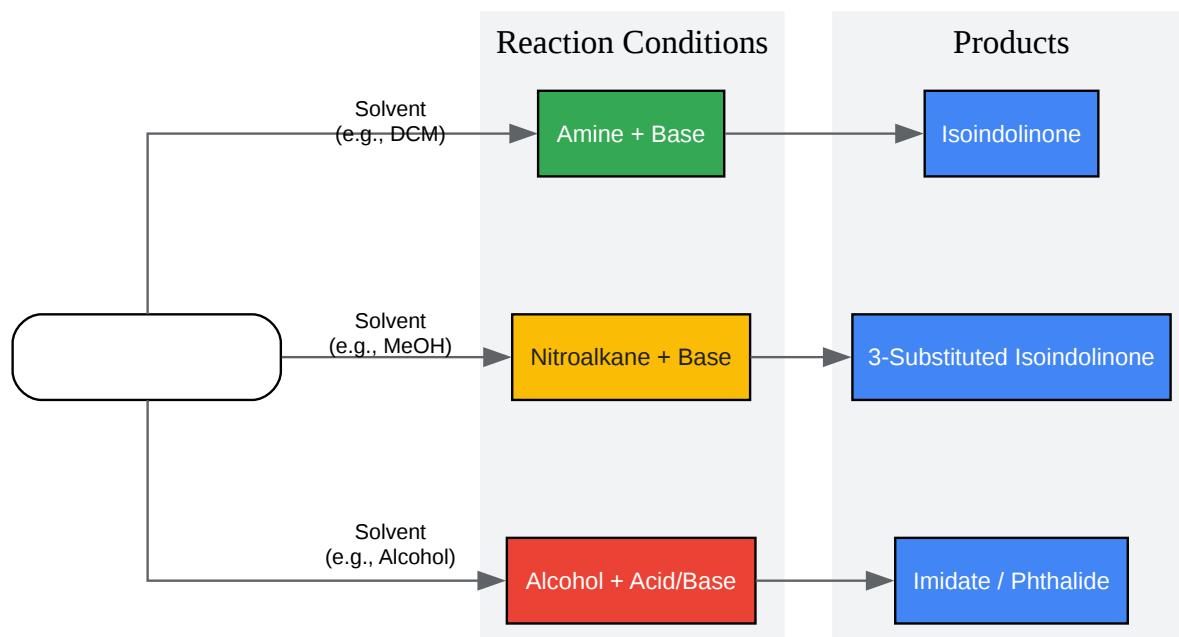 Reaction Conditions
Products
Solvent
(e.g., DCM)
Amine + Base
Isoindolinone
Solvent
(e.g., MeOH)
Nitroalkane + Base
3-Substituted Isoindolinone
Solvent
(e.g., Alcohol)
Alcohol + Acid/Base
Imidate / Phthalide